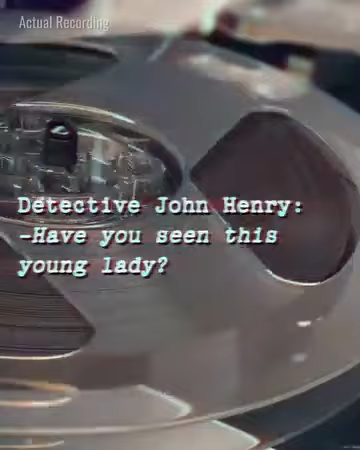 Actual Recording
Detective John Henry:
-Have you seen this
young lady?